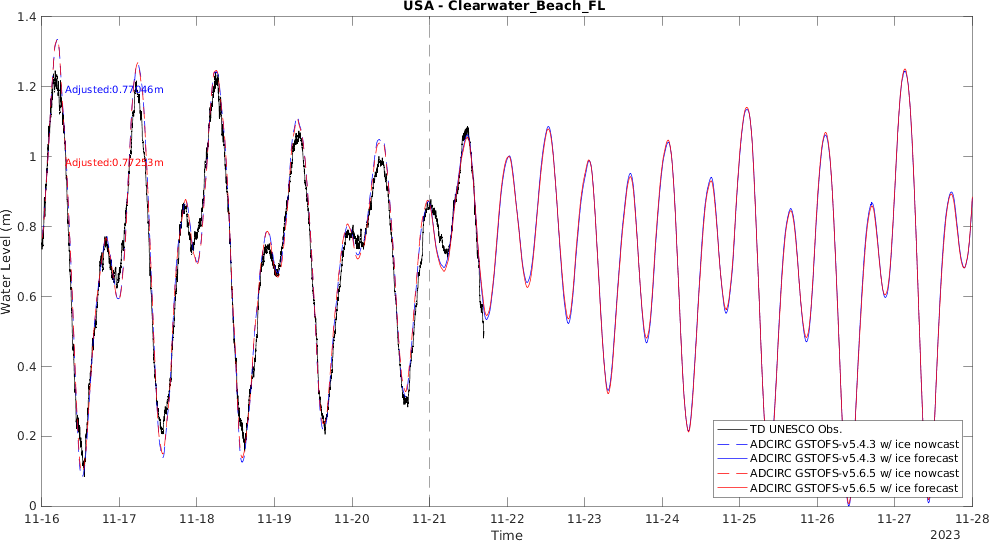 USA - Clearwater_Beach_FL
1.4
1.2
1
0.8
0.6
0.4
0.2
0
Water Level (m)
Adjusted:0.77046m
Adjusted:0.77253m
TD UNESCO Obs.
ADCIRC GSTOFS-v5.4.3 w/ ice nowcast
ADCIRC GSTOFS-v5.4.3 w/ ice forecast
ADCIRC GSTOFS-v5.6.5 w/ ice nowcast
ADCIRC GSTOFS-v5.6.5 w/ ice forecast
11-16 11-17 11-18 11-19 11-20 11-21 11-22 11-23 11-24 11-25 11-26 11-27 11-28
Time
2023